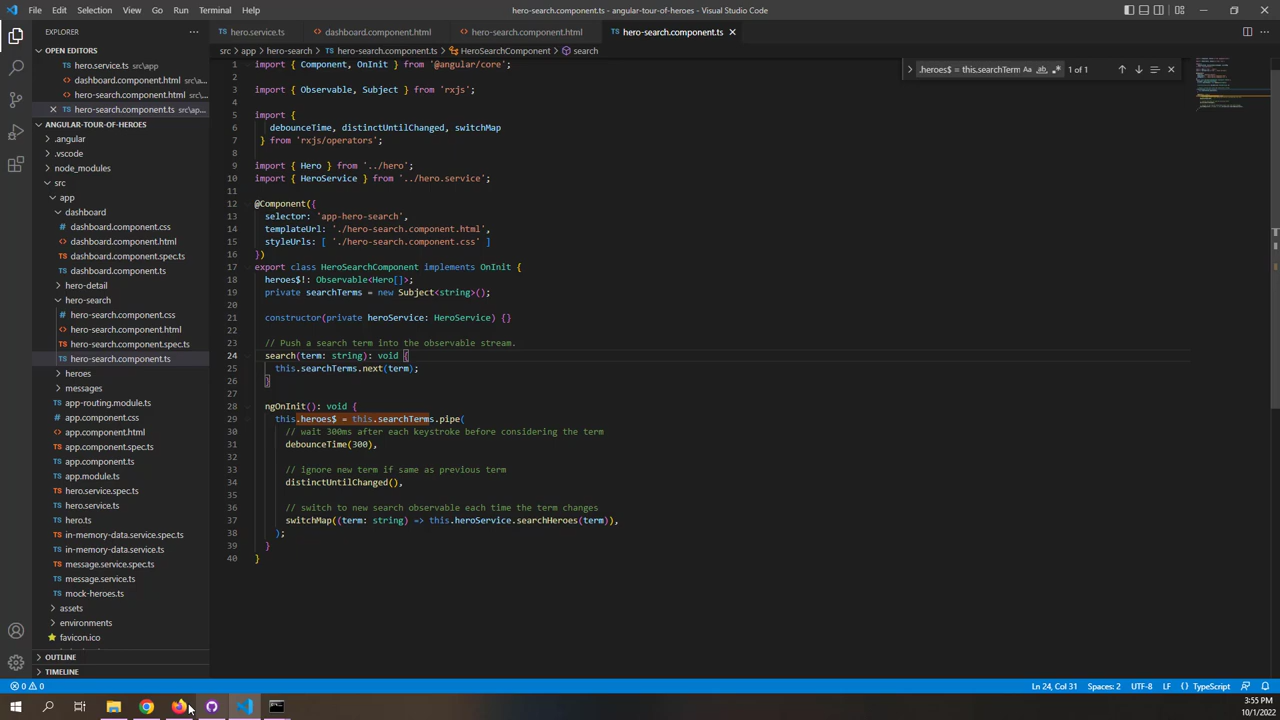 File Edit Selection View Go Run Terminal Help
hero-search.component.ts - angular-tour-of-heroes - Visual Studio Code
EXPLORER
OPEN EDITORS
hero.service.ts src\app
dashboard.component.html src\a...
hero-search.component.html src\a...
hero-search.component.ts src\ap...
ANGULAR-TOUR-OF-HEROES
.angular
.vscode
node_modules
src
app
dashboard
dashboard.component.css
dashboard.component.html
dashboard.component.spec.ts
dashboard.component.ts
hero-detail
hero-search
hero-search.component.css
hero-search.component.html
hero-search.component.spec.ts
hero-search.component.ts
heroes
messages
app-routing.module.ts
app.component.css
app.component.html
app.component.spec.ts
app.component.ts
app.module.ts
hero.service.spec.ts
hero.service.ts
hero.ts
in-memory-data.service.spec.ts
in-memory-data.service.ts
message.service.spec.ts
message.service.ts
mock-heroes.ts
assets
environments
favicon.ico
OUTLINE
TIMELINE
hero.service.ts dashboard.component.html hero-search.component.html hero-search.component.ts
src > app > hero-search > hero-search.component.ts > HeroSearchComponent > search
.heroes$ = this.searchTerm Aa ab .* 1 of 1
1 import { Component, OnInit } from '@angular/core';
2
3 import { Observable, Subject } from 'rxjs';
4
5 import {
6 debounceTime, distinctUntilChanged, switchMap
7 } from 'rxjs/operators';
8
9 import { Hero } from '../hero';
10 import { HeroService } from '../hero.service';
11
12 @Component({
13 selector: 'app-hero-search',
14 templateUrl: './hero-search.component.html',
15 styleUrls: [ './hero-search.component.css' ]
16 })
17 export class HeroSearchComponent implements OnInit {
18 heroes$!: Observable<Hero[]>;
19 private searchTerms = new Subject<string>();
20
21 constructor(private heroService: HeroService) {}
22
23 // Push a search term into the observable stream.
24 search(term: string): void {
25 this.searchTerms.next(term);
26 }
27
28 ngOnInit(): void {
29 this.heroes$ = this.searchTerms.pipe(
30 // wait 300ms after each keystroke before considering the term
31 debounceTime(300),
32
33 // ignore new term if same as previous term
34 distinctUntilChanged(),
35
36 // switch to new search observable each time the term changes
37 switchMap((term: string) => this.heroService.searchHeroes(term)),
38 );
39 }
40 }
0 0 Ln 24, Col 31 Spaces: 2 UTF-8 LF {} TypeScript
3:55 PM
10/1/2022